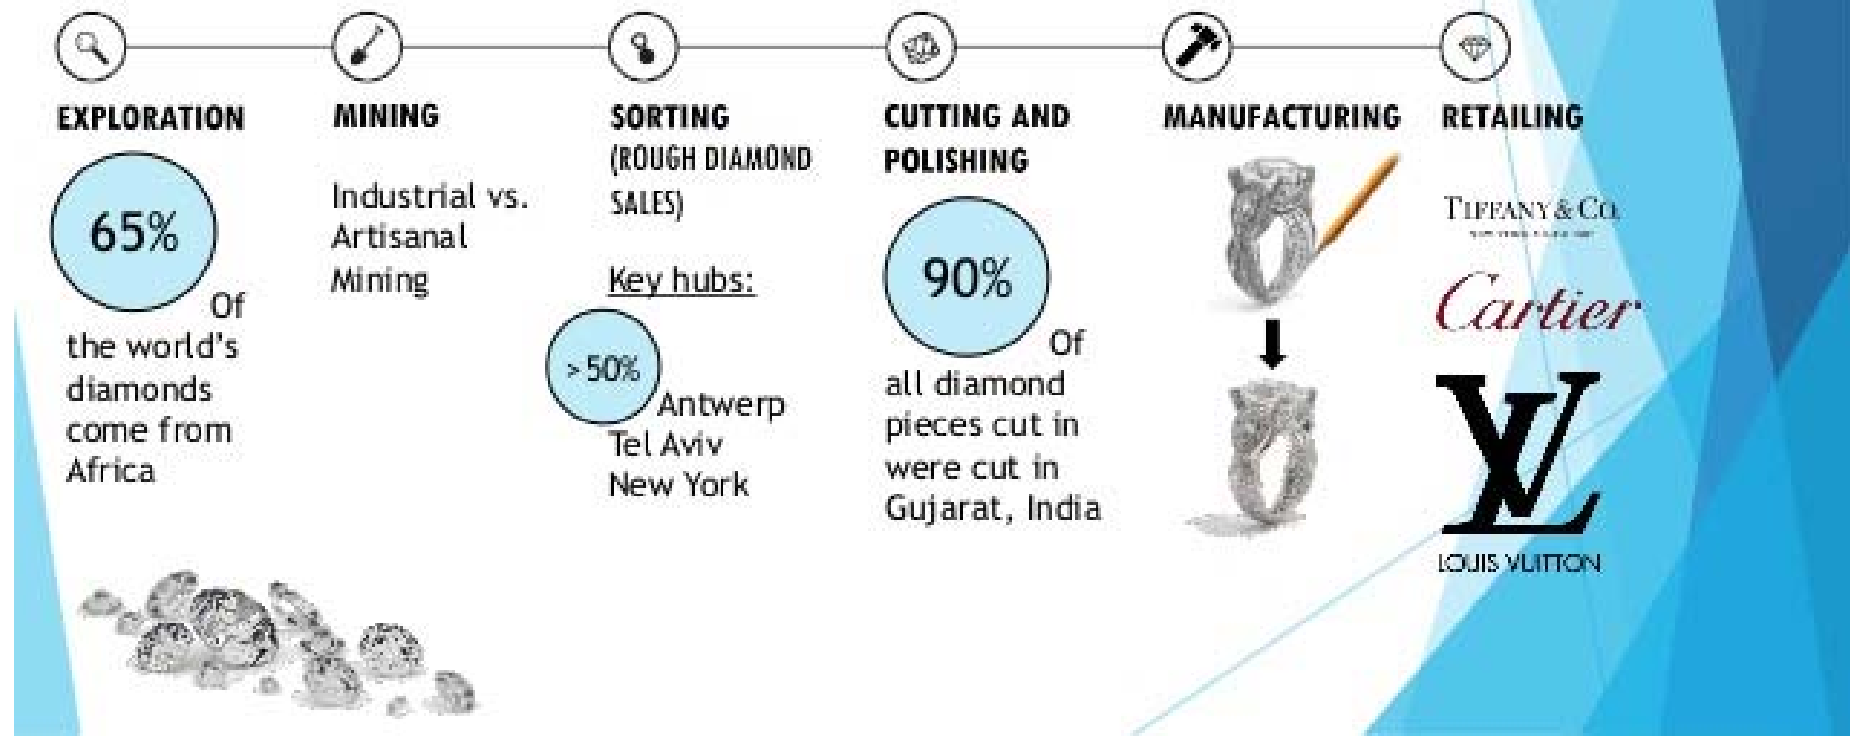 EXPLORATION
65%
Of
the world's
diamonds
come from
Africa
MINING
Industrial vs.
Artisanal
Mining
SORTING
(ROUGH DIAMOND
SALES)
Key hubs:
>50%
Antwerp
Tel Aviv
New York
CUTTING AND
POLISHING
90%
Of
all diamond
pieces cut in
were cut in
Gujarat, India
MANUFACTURING
RETAILING
TIFFANY & CO.
Cartier
LV
LOUIS VUITTON